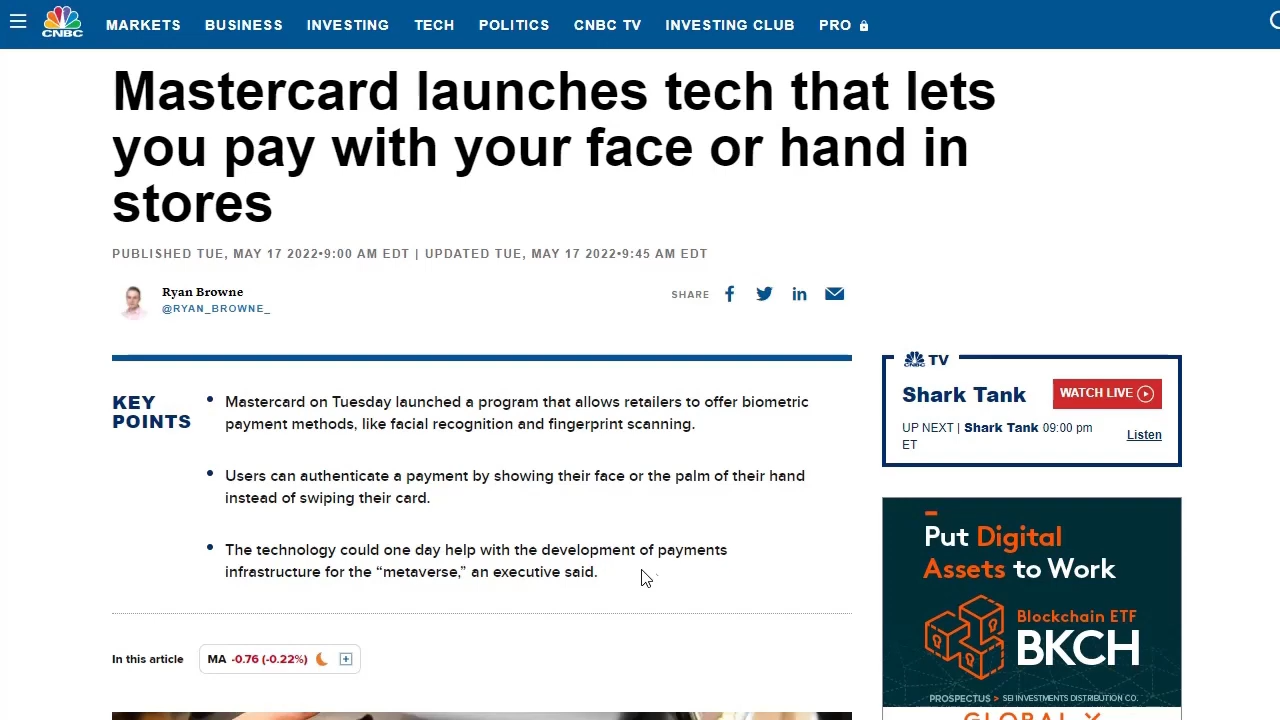 CNBC
MARKETS BUSINESS INVESTING TECH POLITICS CNBC TV INVESTING CLUB PRO
Mastercard launches tech that lets
you pay with your face or hand in
stores
PUBLISHED TUE, MAY 17 2022•9:00 AM EDT | UPDATED TUE, MAY 17 2022•9:45 AM EDT
Ryan Browne
@RYAN_BROWNE_
SHARE
KEY
POINTS
Mastercard on Tuesday launched a program that allows retailers to offer biometric
payment methods, like facial recognition and fingerprint scanning.
Users can authenticate a payment by showing their face or the palm of their hand
instead of swiping their card.
The technology could one day help with the development of payments
infrastructure for the “metaverse,” an executive said.
In this article
MA -0.76 (-0.22%)
CNBC TV
Shark Tank
WATCH LIVE
UP NEXT | Shark Tank 09:00 pm
ET
Listen
Put Digital
Assets to Work
Blockchain ETF
BKCH
PROSPECTUS > SEI INVESTMENTS DISTRIBUTION CO.
GLOBAL X